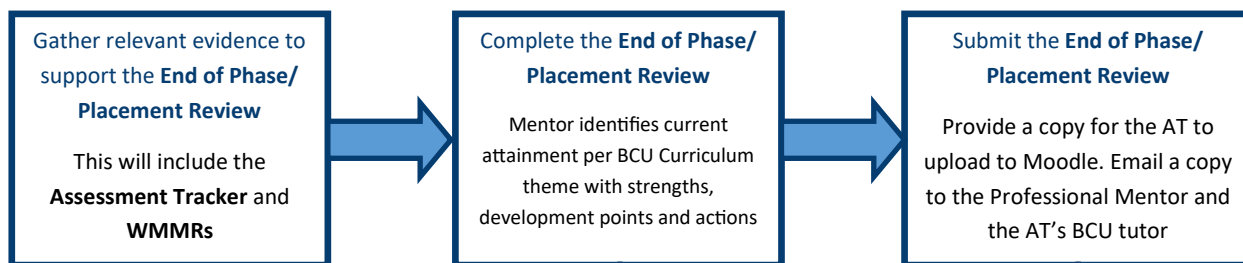 Gather relevant evidence to
support the End of Phase/
Placement Review
This will include the
Assessment Tracker and
WMMRs
Complete the End of Phase/
Placement Review
Mentor identifies current
attainment per BCU Curriculum
theme with strengths,
development points and actions
Submit the End of Phase/
Placement Review
Provide a copy for the AT to
upload to Moodle. Email a copy
to the Professional Mentor and
the AT's BCU tutor